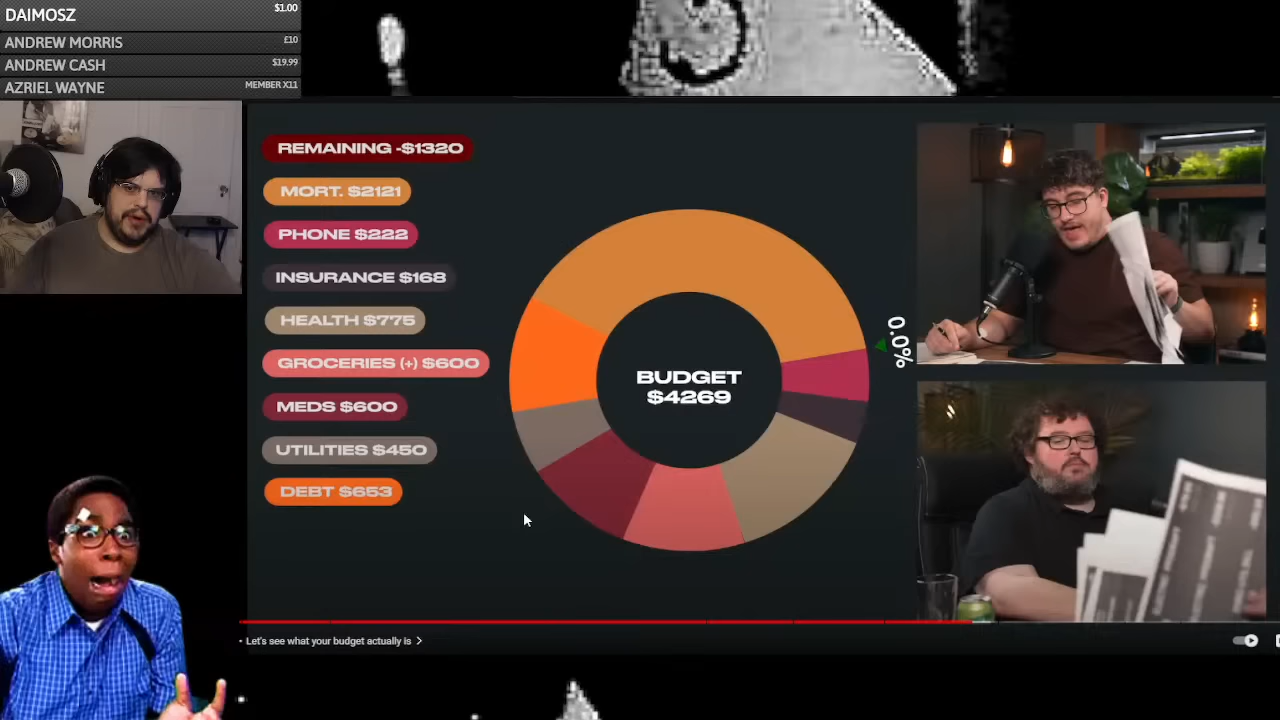 DAIMOSZ $1.00
ANDREW MORRIS £10
ANDREW CASH $19.99
AZRIEL WAYNE MEMBER X11
REMAINING -$1320
MORT. $2121
PHONE $222
INSURANCE $168
HEALTH $775
GROCERIES (+) $600
MEDS $600
UTILITIES $450
DEBT $653
BUDGET
$4269
0.0%
• Let's see what your budget actually is >